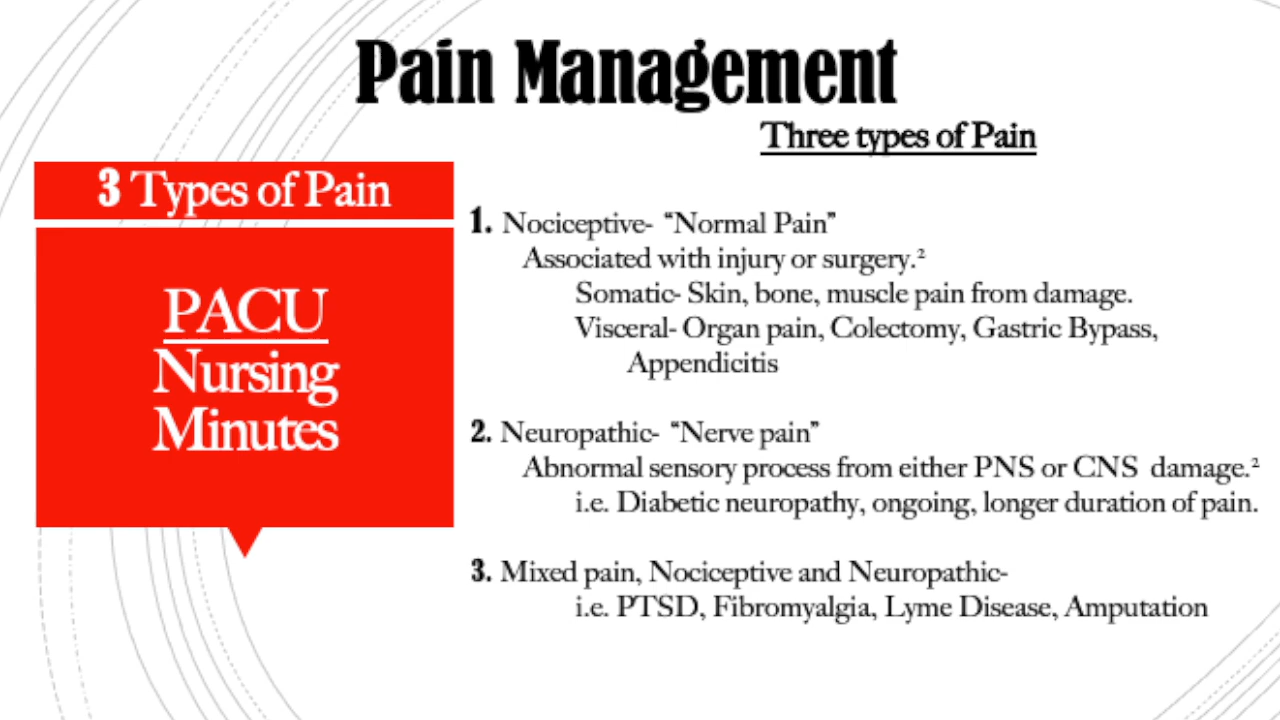 Pain Management
Three types of Pain
3 Types of Pain
PACU
Nursing
Minutes
1. Nociceptive- “Normal Pain”
Associated with injury or surgery.²
Somatic- Skin, bone, muscle pain from damage.
Visceral- Organ pain, Colectomy, Gastric Bypass,
Appendicitis
2. Neuropathic- “Nerve pain”
Abnormal sensory process from either PNS or CNS damage.²
i.e. Diabetic neuropathy, ongoing, longer duration of pain.
3. Mixed pain, Nociceptive and Neuropathic-
i.e. PTSD, Fibromyalgia, Lyme Disease, Amputation